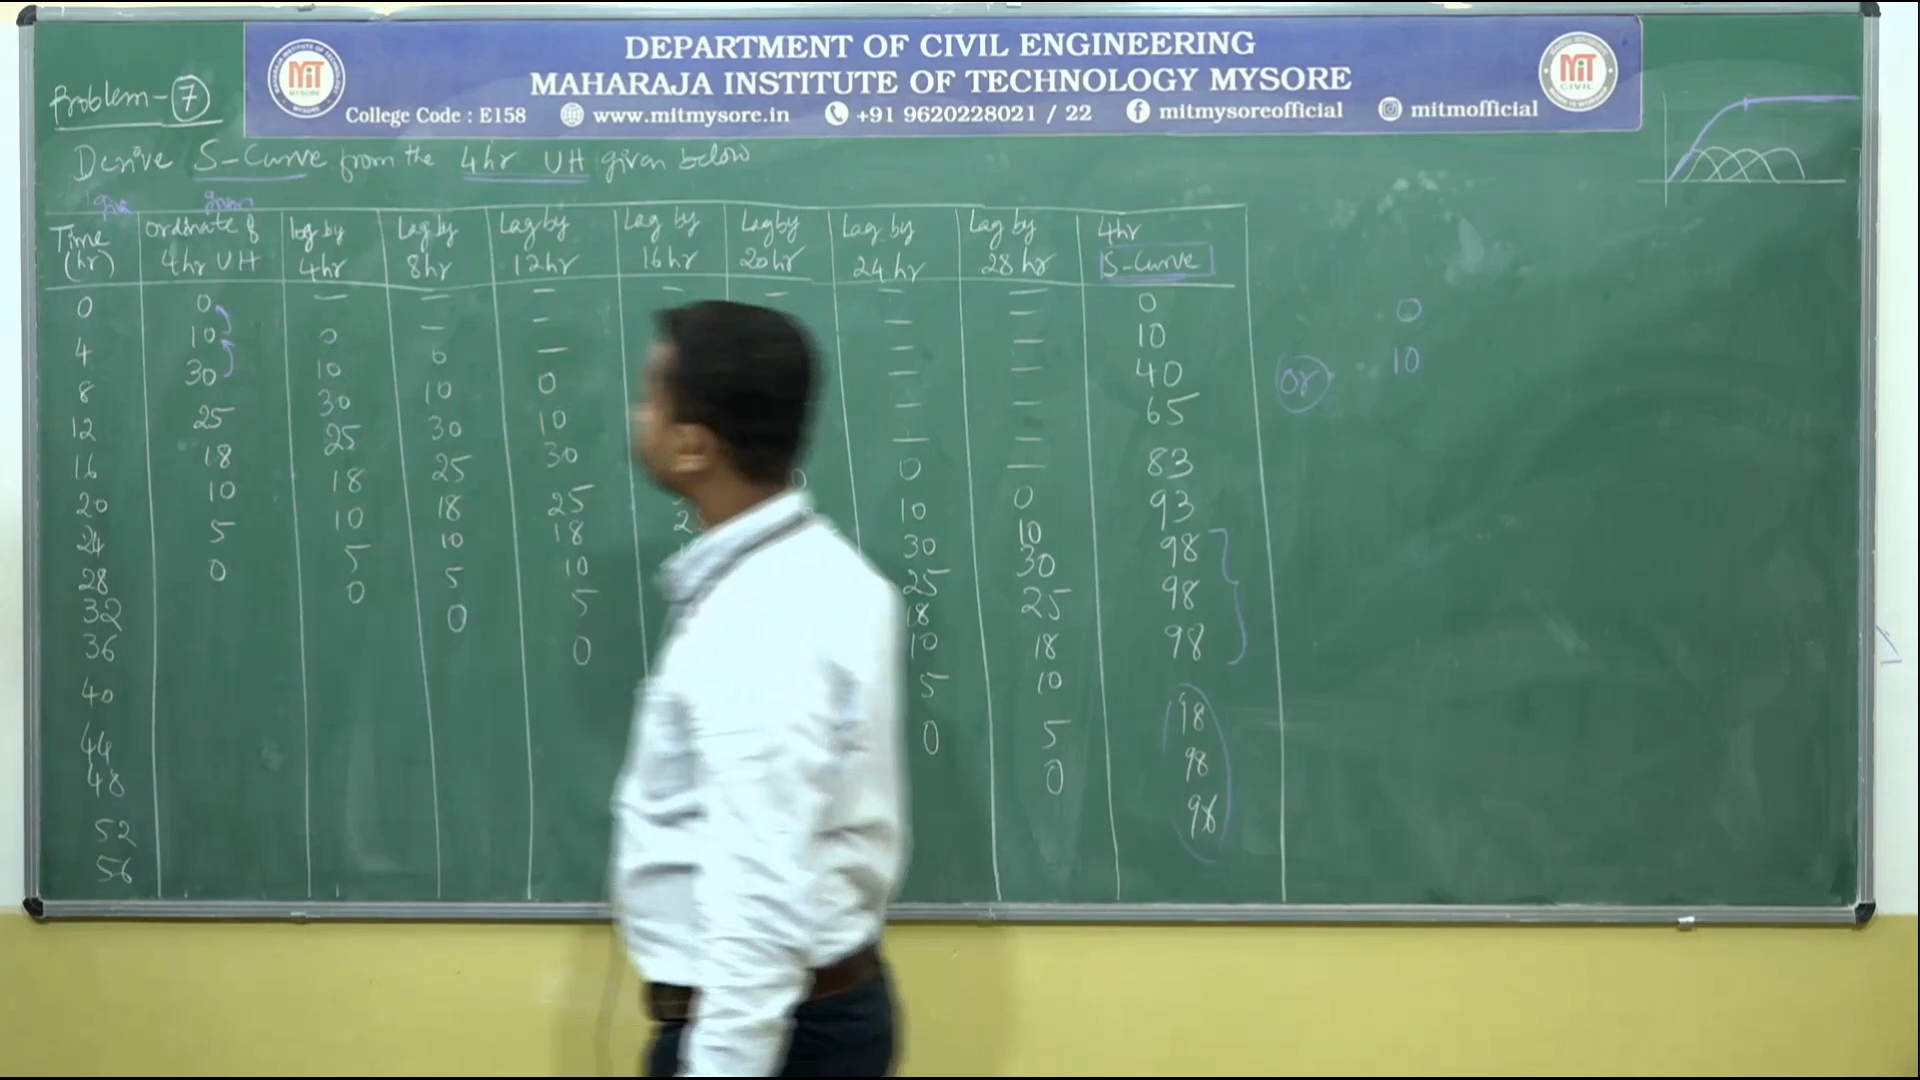 DEPARTMENT OF CIVIL ENGINEERING
MAHARAJA INSTITUTE OF TECHNOLOGY MYSORE
College Code : E158 www.mitmysore.in +91 9620228021 / 22 mitmysoreofficial mitmofficial
MiT
MYSORE
MiT
CIVIL
Problem - 7
Derive S-Curve from the 4hr UH given below
given
Time (hr) Ordinate of 4hr UH lag by 4hr Lag by 8hr Lag by 12hr Lag by 16hr Lag by 20hr Lag by 24hr Lag by 28hr 4hr S-Curve
0 0 — — — — — — — 0
4 10 0 — — — — 10
8 30 10 0 — — — 40
12 25 30 10 0 — — 65
16 18 25 30 10 — — 83
20 10 18 25 30 0 — — 93
24 5 10 18 25 0 — 98
28 0 5 10 18 10 0 98
32 0 5 10 30 10 98
36 0 5 25 30 98
40 0 18 25 98
44 10 18 98
48 5 10
52 0 5
56 0
or
0
10